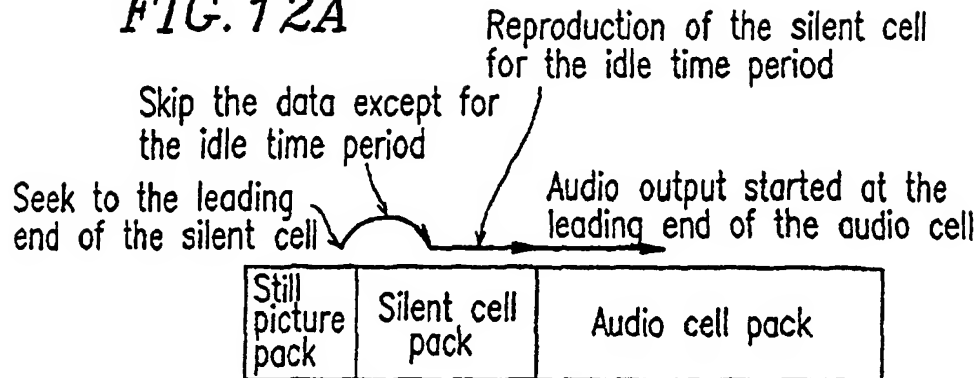 FIG. 12A
Reproduction of the silent cell
for the idle time period
Skip the data except for
the idle time period
Seek to the leading
end of the silent cell
Audio output started at the
leading end of the audio cell
Still
picture
pack
Silent cell
pack
Audio cell pack